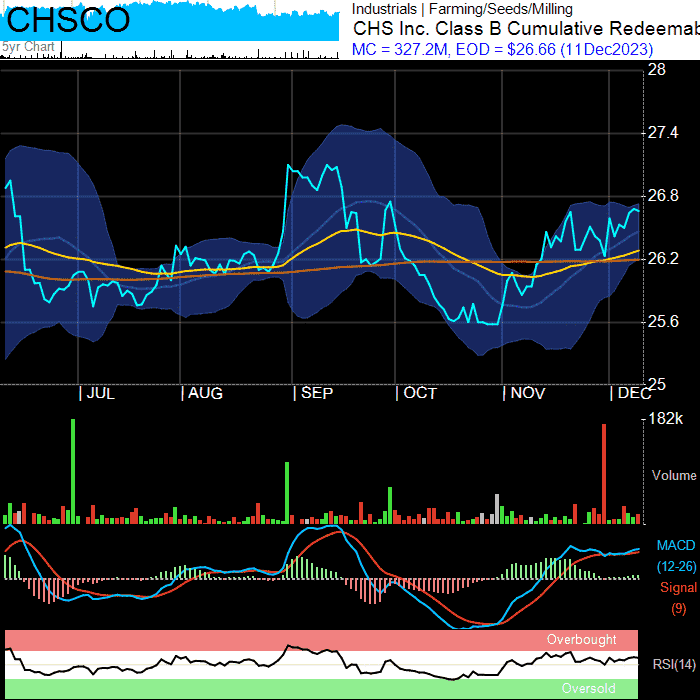 CHSCO
5yr Chart
Industrials | Farming/Seeds/Milling
CHS Inc. Class B Cumulative Redeemab
MC = 327.2M, EOD = $26.66 (11Dec2023)
28
27.4
26.8
26.2
25.6
25
| JUL | AUG | SEP | OCT | NOV | DEC
182k
Volume
MACD
(12-26)
Signal
(9)
Overbought
RSI(14)
Oversold